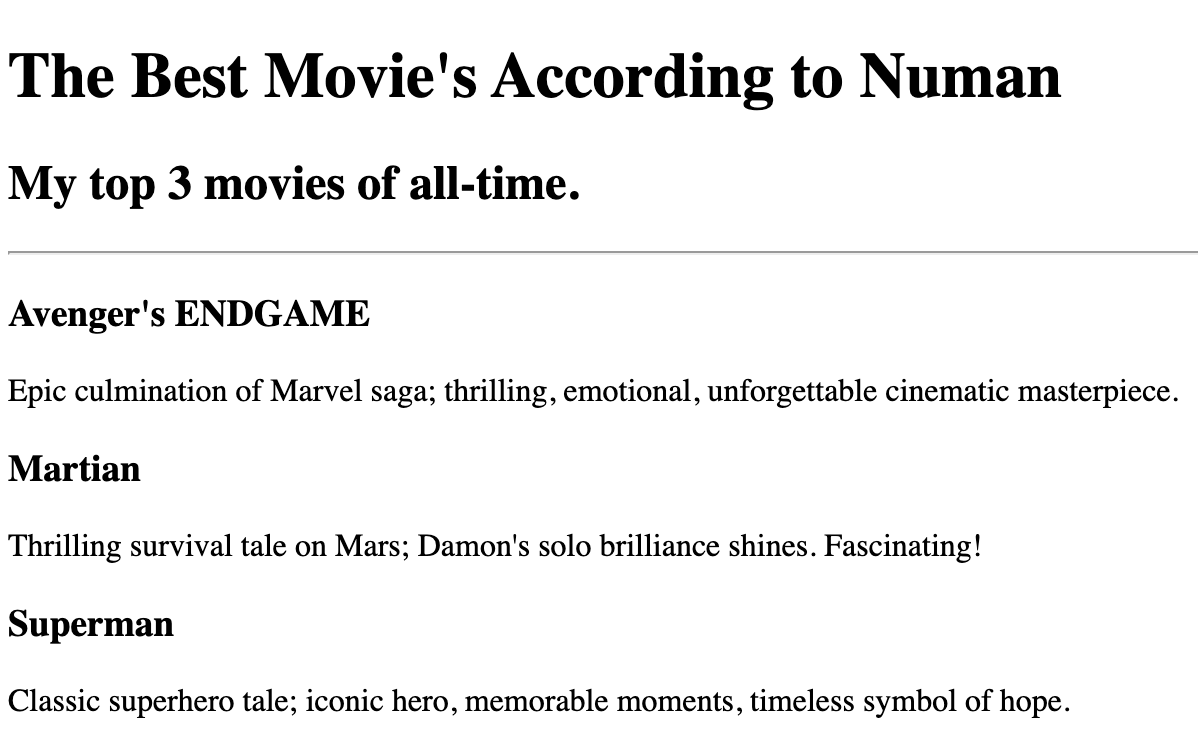 The Best Movie's According to Numan
My top 3 movies of all-time.
Avenger's ENDGAME
Epic culmination of Marvel saga; thrilling, emotional, unforgettable cinematic masterpiece.
Martian
Thrilling survival tale on Mars; Damon's solo brilliance shines. Fascinating!
Superman
Classic superhero tale; iconic hero, memorable moments, timeless symbol of hope.